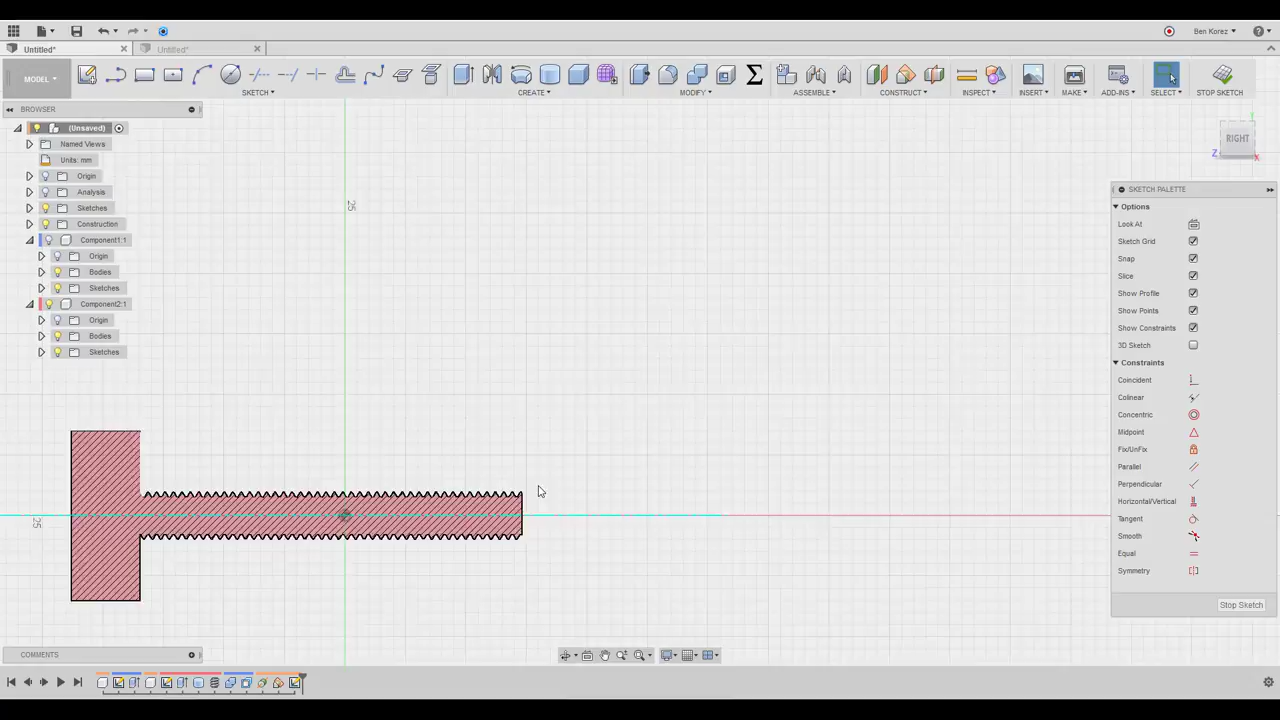 Ben Korez
Untitled*
Untitled*
MODEL
SKETCH
CREATE
MODIFY
ASSEMBLE
CONSTRUCT
INSPECT
INSERT
MAKE
ADD-INS
SELECT
STOP SKETCH
BROWSER
(Unsaved)
Named Views
Units: mm
Origin
Analysis
Sketches
Construction
Component1:1
Origin
Bodies
Sketches
Component2:1
Origin
Bodies
Sketches
25
25
Y
RIGHT
Z
X
SKETCH PALETTE
Options
Look At
Sketch Grid
Snap
Slice
Show Profile
Show Points
Show Constraints
3D Sketch
Constraints
Coincident
Colinear
Concentric
Midpoint
Fix/UnFix
Parallel
Perpendicular
Horizontal/Vertical
Tangent
Smooth
Equal
Symmetry
Stop Sketch
COMMENTS